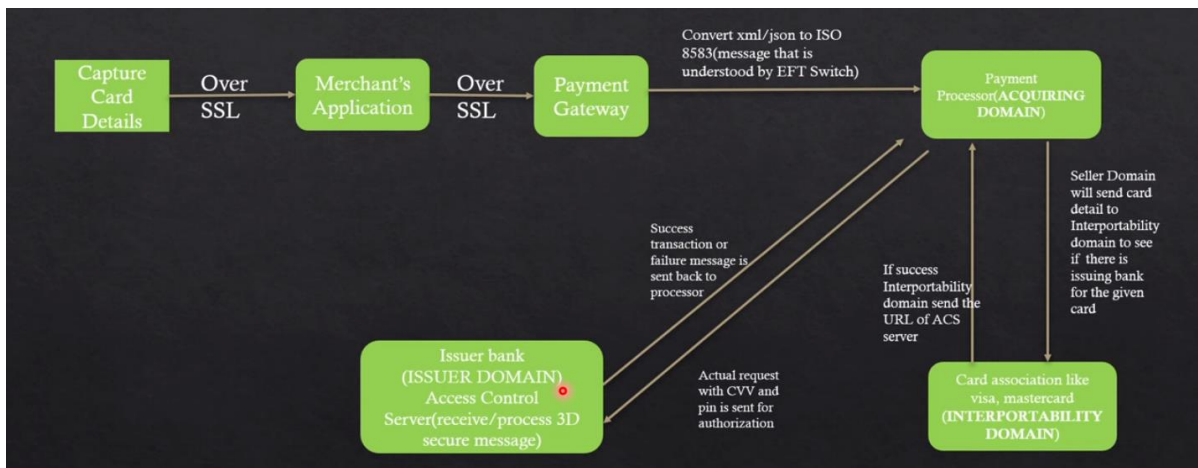 Capture
Card
Details
Over
SSL
Merchant's
Application
Over
SSL
Payment
Gateway
Convert xml/json to ISO
8583(message that is
understood by EFT Switch)
Payment
Processor(ACQUIRING
DOMAIN)
Seller Domain
will send card
detail to
Interportability
domain to see
if there is
issuing bank
for the given
card
Success
transaction or
failure message is
sent back to
processor
If success
Interportability
domain send the
URL of ACS
server
Issuer bank
(ISSUER DOMAIN)
Access Control
Server(receive/process 3D
secure message)
Actual request
with CVV and
pin is sent for
authorization
Card association like
visa, mastercard
(INTERPORTABILITY
DOMAIN)